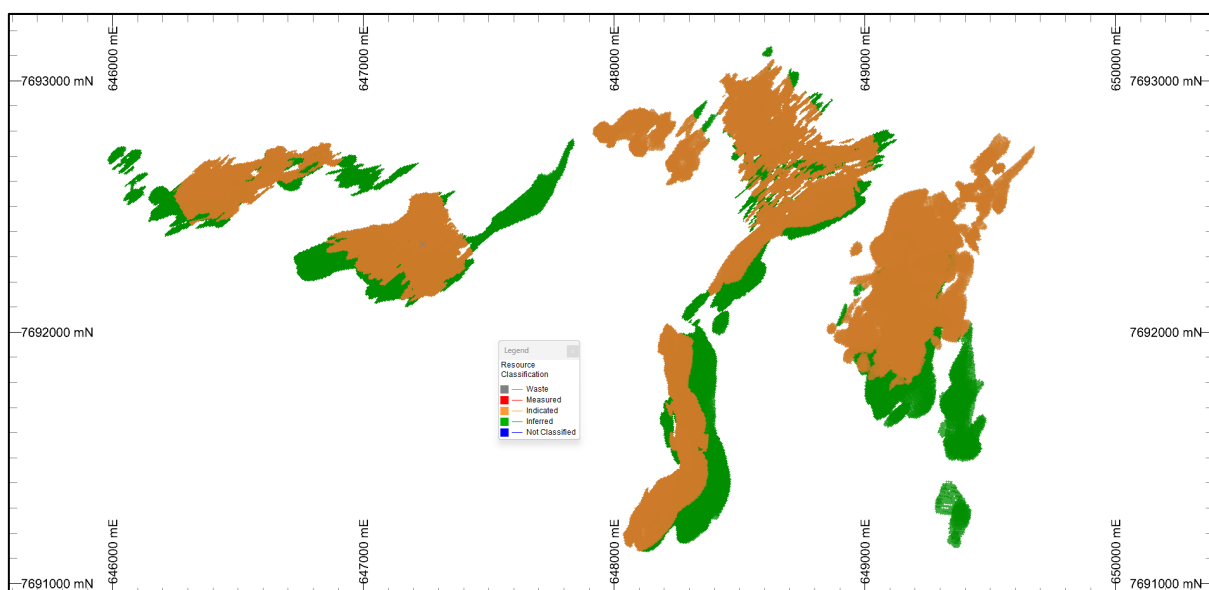 646000 mE
647000 mE
648000 mE
649000 mE
650000 mE
7693000 mN
7693000 mN
7692000 mN
7692000 mN
Legend
Resource
Classification
Waste
Measured
Indicated
Inferred
Not Classified
7691000 mN
7691000 mN
646000 mE
647000 mE
648000 mE
649000 mE
650000 mE